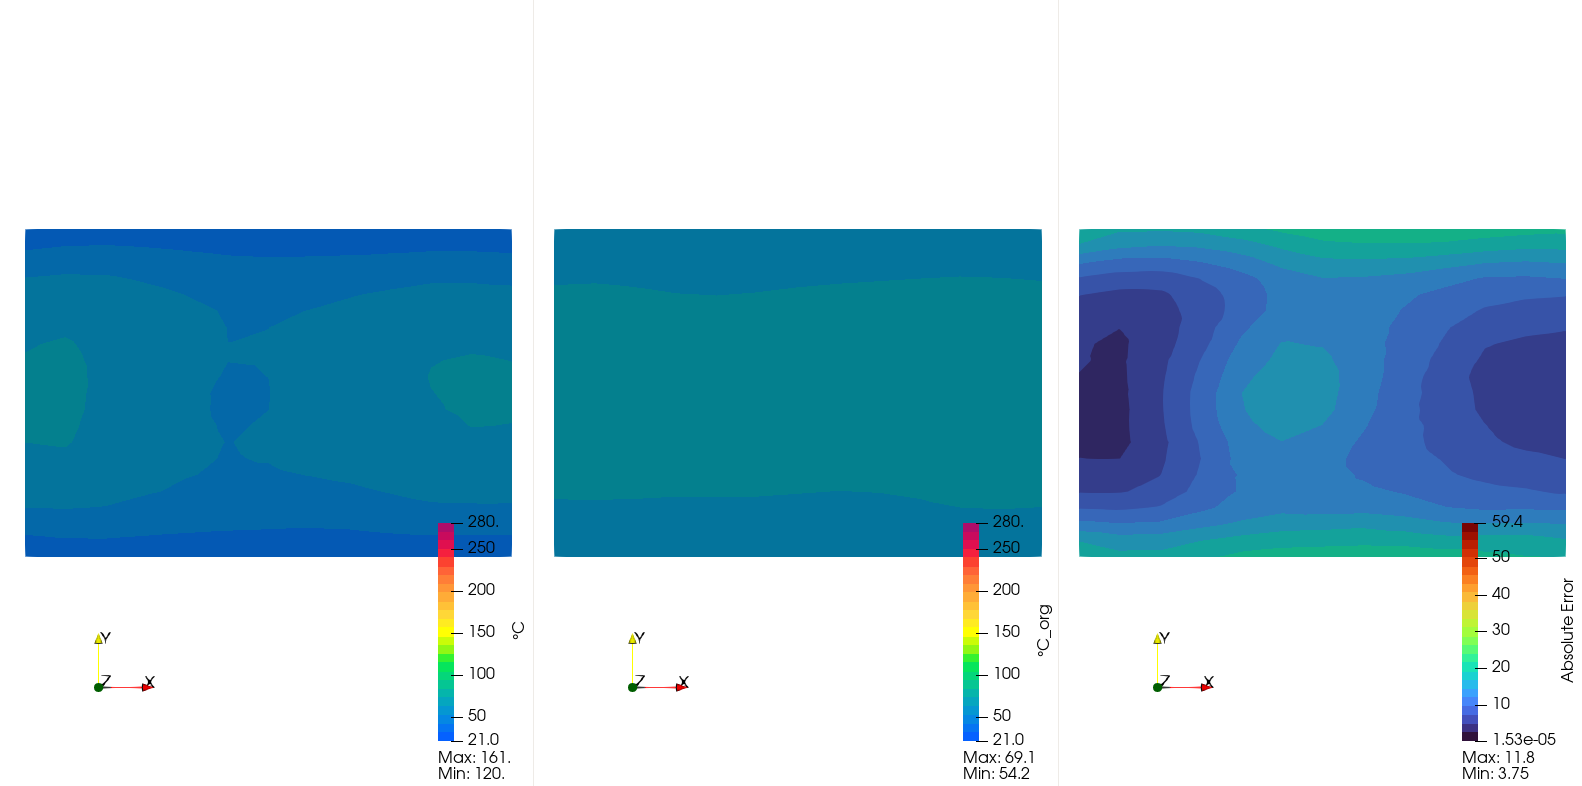 280.
250
200
150
100
50
21.0
°C
Max: 161.
Min: 120.
Y
Z
X
280.
250
200
150
100
50
21.0
°C_org
Max: 69.1
Min: 54.2
Y
Z
X
59.4
50
40
30
20
10
1.53e-05
Absolute Error
Max: 11.8
Min: 3.75
Y
Z
X